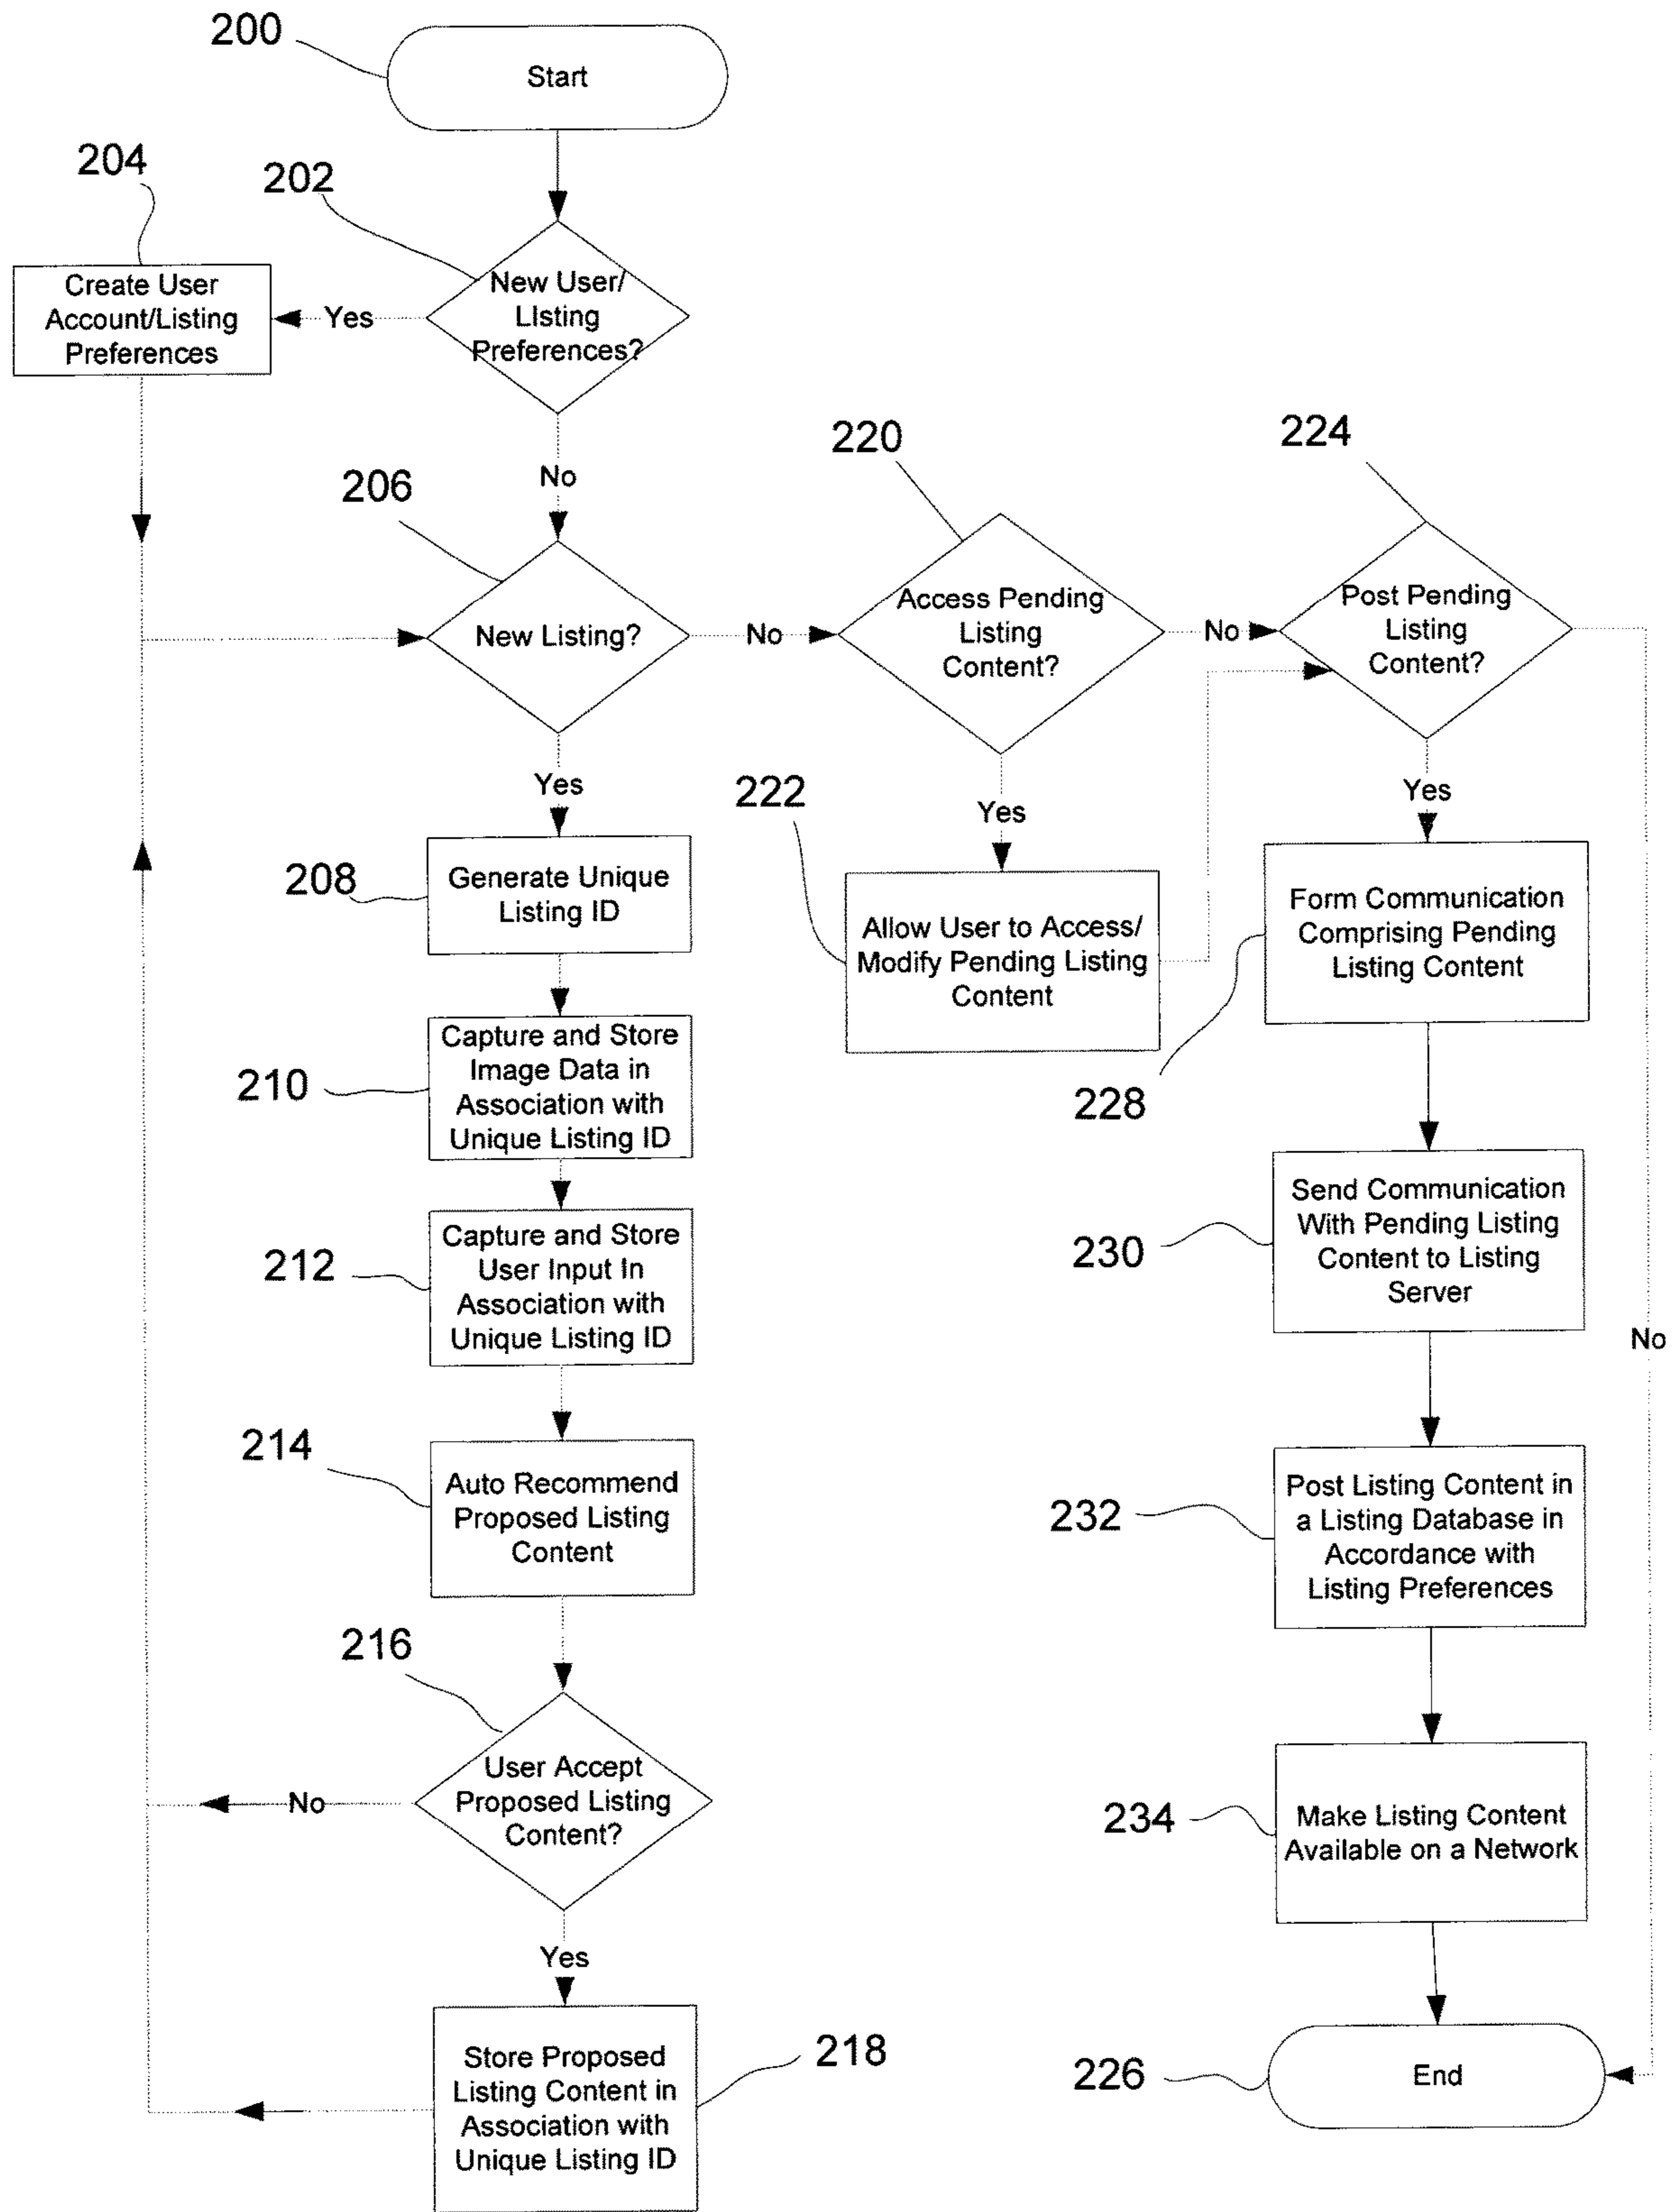 200
Start
204
202
Create User
Account/Listing
Preferences
Yes
New User/
LIsting
Preferences?
No
206
New Listing?
No
220
Access Pending
Listing
Content?
No
224
Post Pending
Listing
Content?
Yes
208
Generate Unique
Listing ID
222
Yes
Allow User to Access/
Modify Pending Listing
Content
Yes
Form Communication
Comprising Pending
Listing Content
228
210
Capture and Store
Image Data in
Association with
Unique Listing ID
212
Capture and Store
User Input In
Association with
Unique Listing ID
230
Send Communication
With Pending Listing
Content to Listing
Server
No
214
Auto Recommend
Proposed Listing
Content
232
Post Listing Content in
a Listing Database in
Accordance with
Listing Preferences
216
User Accept
Proposed Listing
Content?
No
Yes
234
Make Listing Content
Available on a Network
218
Store Proposed
Listing Content in
Association with
Unique Listing ID
226
End